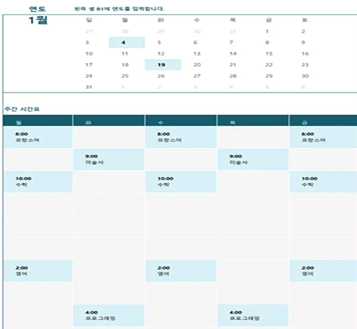 연도 왼쪽 셀 B1에 연도를 입력합니다.
1월 일 월 화 수 목 금 토
27 28 29 30 31 1 2
3 4 5 6 7 8 9
10 11 12 13 14 15 16
17 18 19 20 21 22 23
24 25 26 27 28 29 30
31 1 2 3 4 5 6
주간 시간표
월 화 수 목 금
8:00 8:00 8:00
프랑스어 프랑스어 프랑스어
9:00 9:00
미술사 미술사
10:00 10:00 10:00
수학 수학 수학
2:00 2:00 2:00
영어 영어 영어
4:00 4:00
프로그래밍 프로그래밍